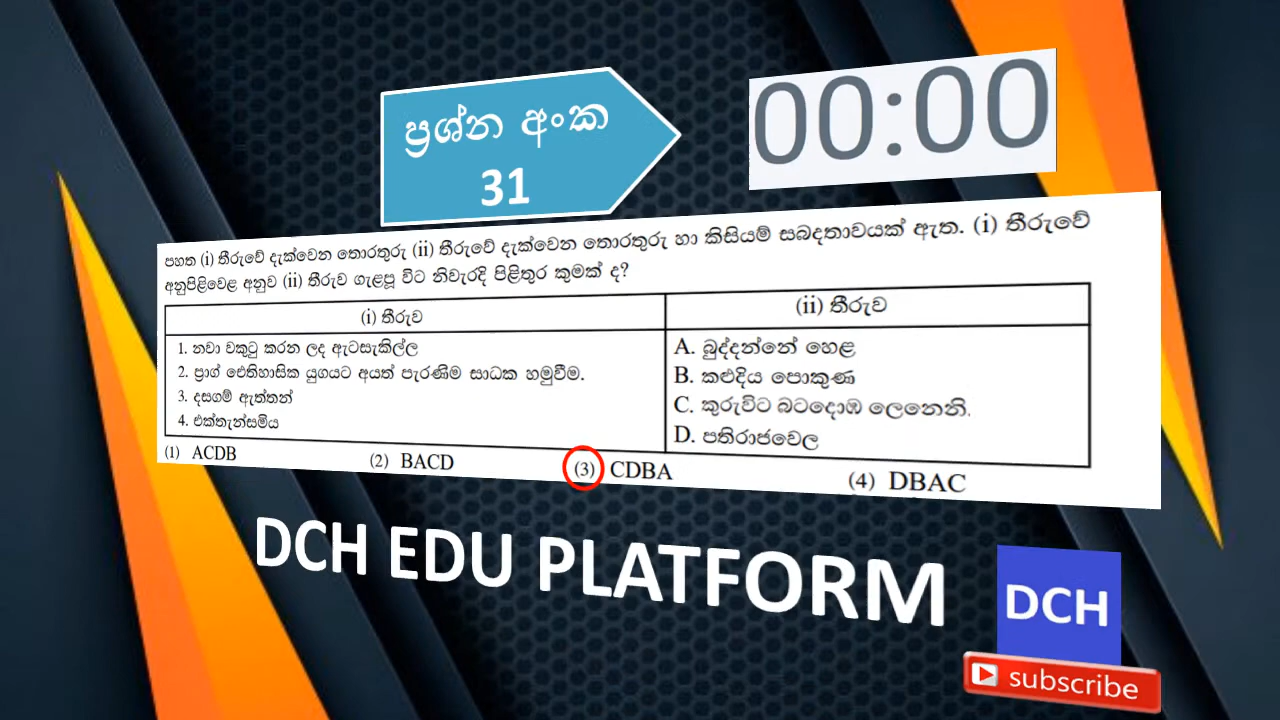 ප්‍රශ්න අංක
31
00:00
පහත (i) තීරුවේ දැක්වෙන තොරතුරු (ii) තීරුවේ දැක්වෙන තොරතුරු හා කිසියම් සබදතාවයක් ඇත. (i) තීරුවේ
අනුපිළිවෙළ අනුව (ii) තීරුව ගැළපූ විට නිවැරදි පිළිතුර කුමක් ද?
(i) තීරුව
(ii) තීරුව
1. නවා වකුටු කරන ලද ඇටසැකිල්ල
2. ප්‍රාග් ඓතිහාසික යුගයට අයත් පැරණිම සාධක හමුවීම.
3. දසගම් ඇත්තන්
4. එක්තැන්සමිය
A. බුද්දන්නේ හෙළ
B. කළුදිය පොකුණ
C. කුරුවිට බටදොඹ ලෙනෙනි.
D. පතිරාජවෙල
(1) ACDB
(2) BACD
(3) CDBA
(4) DBAC
DCH EDU PLATFORM
DCH
subscribe